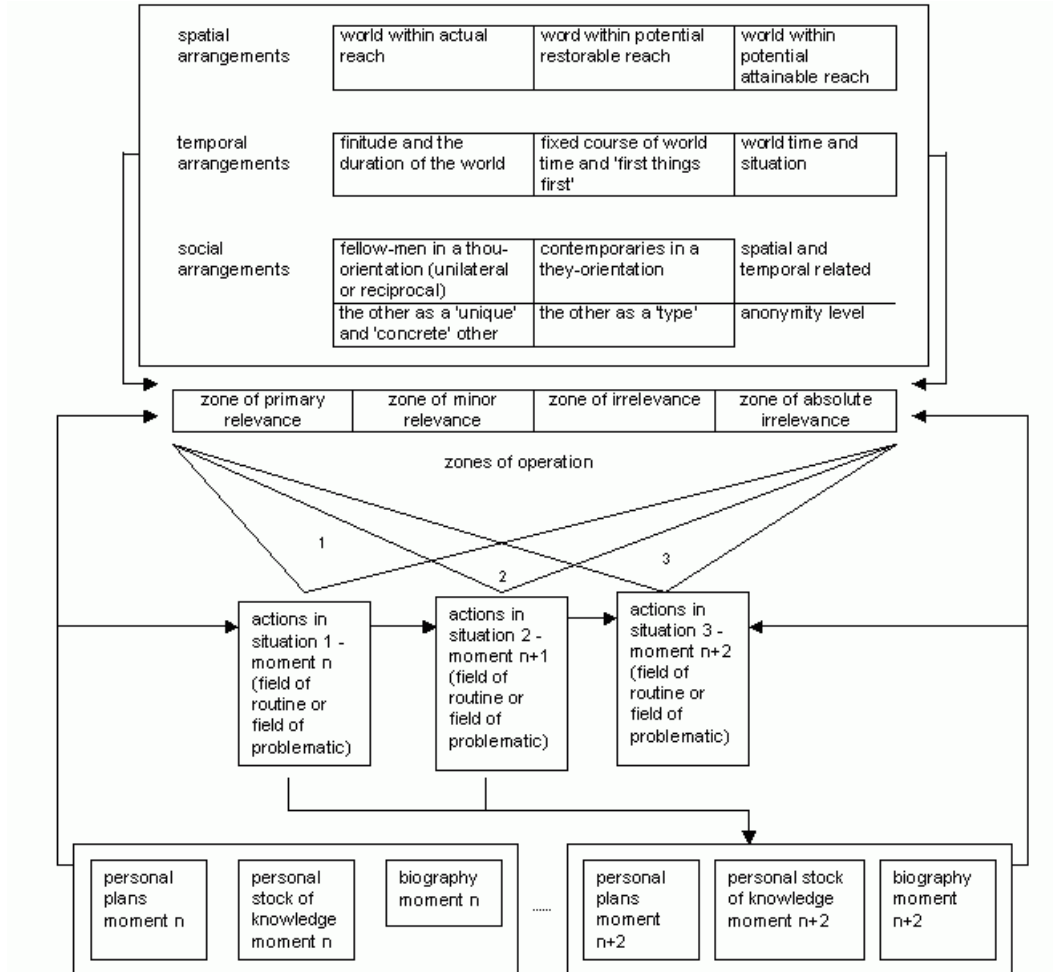 spatial
arrangements
world within actual
reach
word within potential
restorable reach
world within
potential
attainable reach
temporal
arrangements
finitude and the
duration of the world
fixed course of world
time and 'first things
first'
world time and
situation
social
arrangements
fellow-men in a thou-
orientation (unilateral
or reciprocal)
contemporaries in a
they-orientation
spatial and
temporal related
the other as a 'unique'
and 'concrete' other
the other as a 'type'
anonymity level
zone of primary
relevance
zone of minor
relevance
zone of irrelevance
zone of absolute
irrelevance
zones of operation
1
2
3
actions in
situation 1 -
moment n
(field of
routine or
field of
problematic)
actions in
situation 2 -
moment n+1
(field of
routine or
field of
problematic)
actions in
situation 3 -
moment n+2
(field of
routine or
field of
problematic)
personal
plans
moment n
personal
stock of
knowledge
moment n
biography
moment n
......
personal
plans
moment
n+2
personal stock
of knowledge
moment n+2
biography
moment
n+2